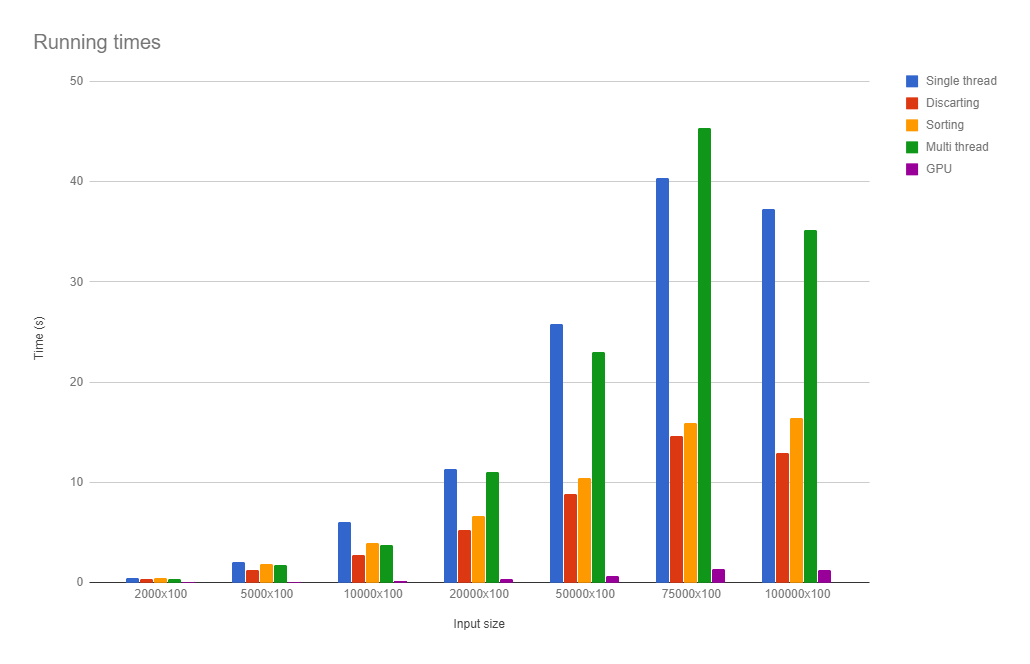 Running times
50
40
30
20
10
0
Time (s)
2000x100 5000x100 10000x100 20000x100 50000x100 75000x100 100000x100
Input size
Single thread
Discarting
Sorting
Multi thread
GPU